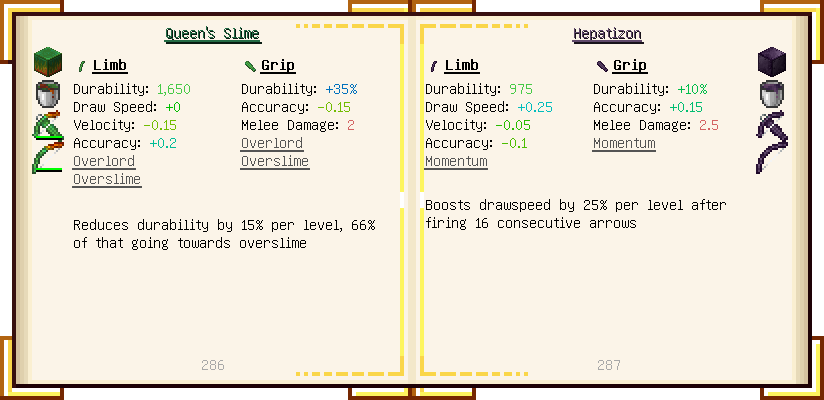 Queen's Slime
Limb
Durability: 1,650
Draw Speed: +0
Velocity: -0.15
Accuracy: +0.2
Overlord
Overslime
Grip
Durability: +35%
Accuracy: -0.15
Melee Damage: 2
Overlord
Overslime
Reduces durability by 15% per level, 66%
of that going towards overslime
286
Hepatizon
Limb
Durability: 975
Draw Speed: +0.25
Velocity: -0.05
Accuracy: -0.1
Momentum
Grip
Durability: +10%
Accuracy: +0.15
Melee Damage: 2.5
Momentum
Boosts drawspeed by 25% per level after
firing 16 consecutive arrows
287